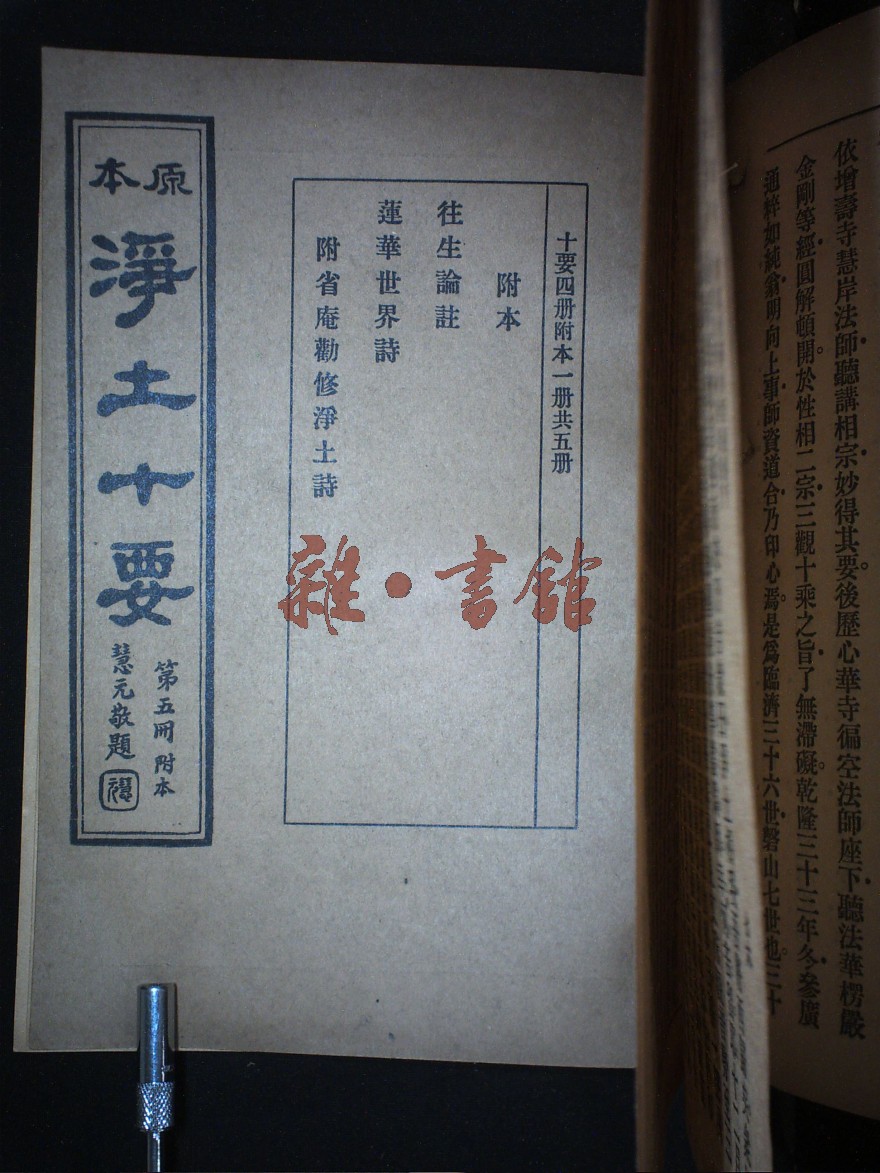 依增壽寺慧岸法師聽講相宗妙得其要後歷心華寺徧空法師座下聽法華楞嚴
金剛等經圓解頓開於性相二宗三觀十乘之旨了無滯礙乾隆三十三年冬參廣
通粹如純翁明向上事師資道合乃印心焉是爲臨濟三十六世磬山七世也三十
十要四册附本一册共五册
附本
往生論註
蓮華世界詩
附省庵勸修淨土詩
原本
淨土十要
第五冊 附本
慧元敬題
雜·書館